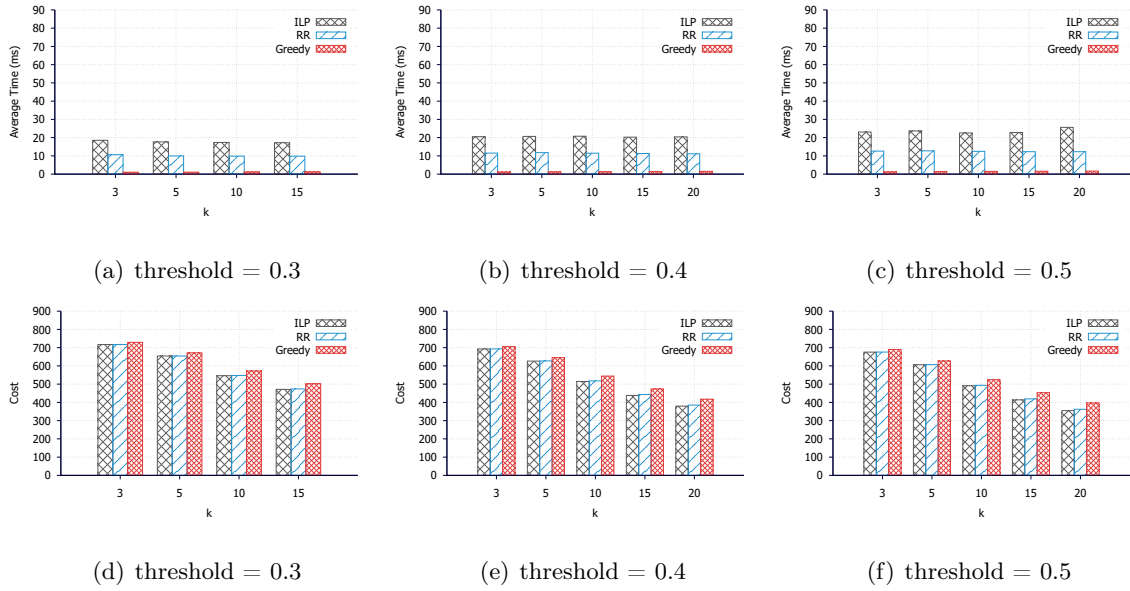 90
80
70
60
50
40
30
20
10
0
Average Time (ms)
ILP
RR
Greedy
3 5 10 15
k
(a) threshold = 0.3
90
80
70
60
50
40
30
20
10
0
Average Time (ms)
ILP
RR
Greedy
3 5 10 15 20
k
(b) threshold = 0.4
90
80
70
60
50
40
30
20
10
0
Average Time (ms)
ILP
RR
Greedy
3 5 10 15 20
k
(c) threshold = 0.5
900
800
700
600
500
400
300
200
100
0
Cost
ILP
RR
Greedy
3 5 10 15
k
(d) threshold = 0.3
900
800
700
600
500
400
300
200
100
0
Cost
ILP
RR
Greedy
3 5 10 15 20
k
(e) threshold = 0.4
900
800
700
600
500
400
300
200
100
0
Cost
ILP
RR
Greedy
3 5 10 15 20
k
(f) threshold = 0.5